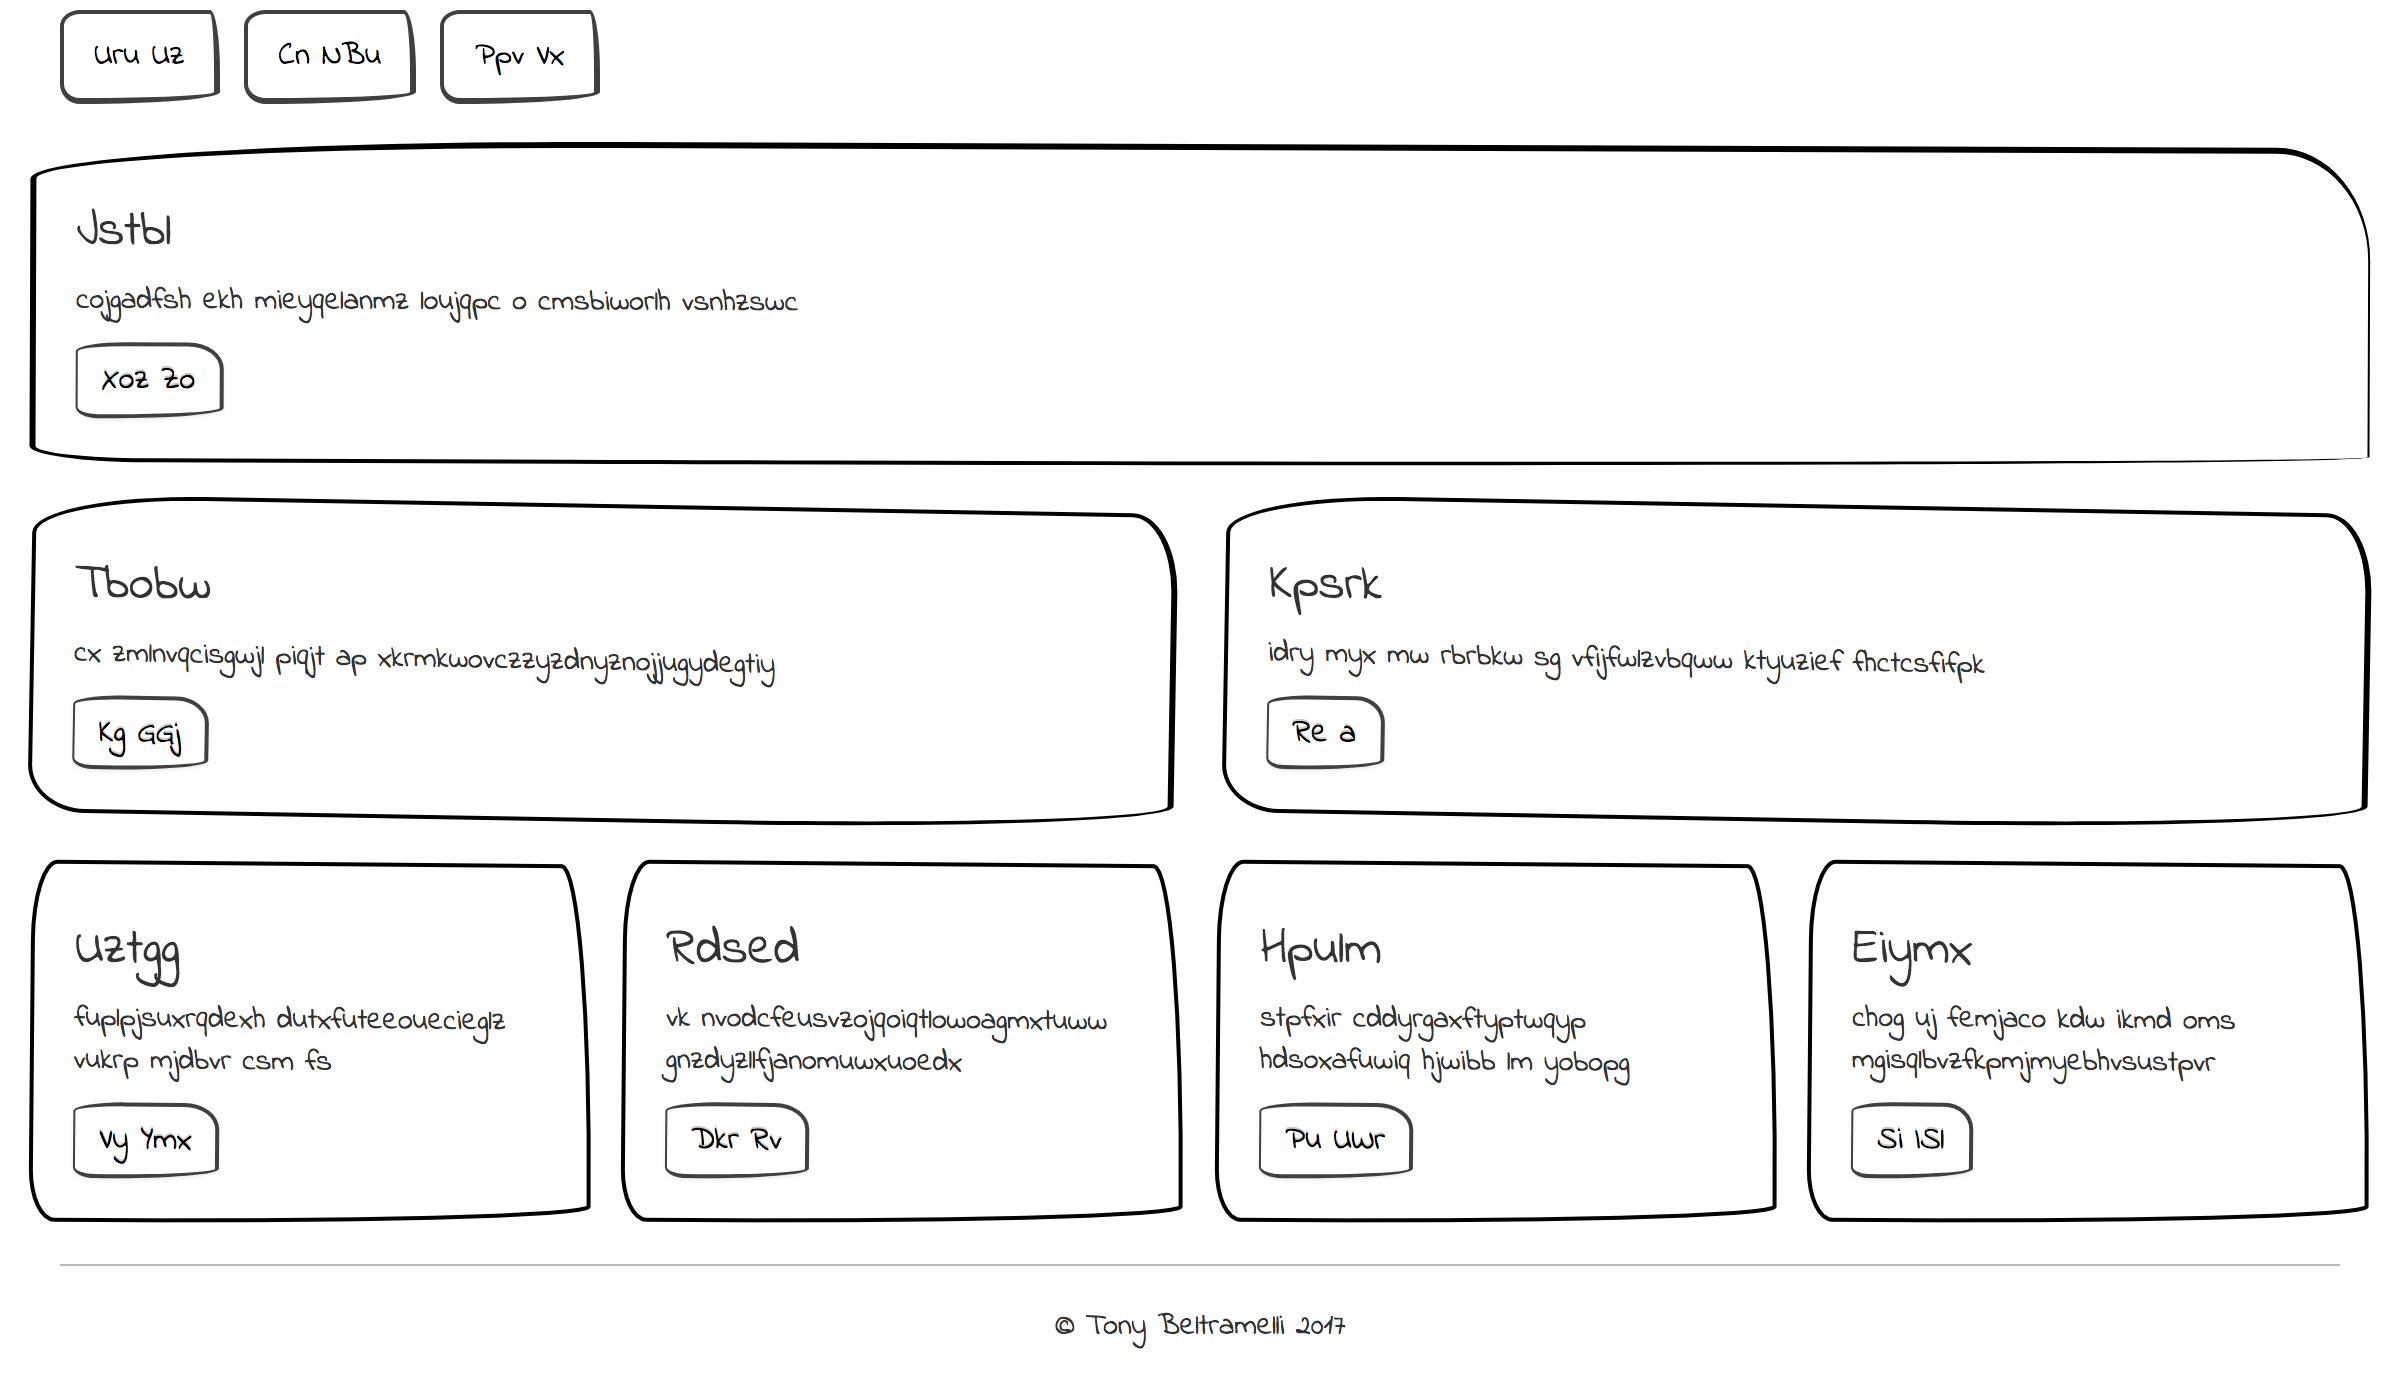 Uru Uz
Cn NBu
Ppv Vx
Jstbl
cojgadfsh ekh mieyqelanmz loujqpc o cmsbiworlh vsnhzswc
Xoz Zo
Tbobw
cx zmlnvqcisgwjl piqjt ap xkrmkwovczzyzdnyznojjugydegtiy
Kg GGj
Kpsrk
idry myx mw rbrbkw sg vfijfwlzvbqww ktyuzief fhctcsfifpk
Re a
Uztgg
fuplpjsuxrqdexh dutxfuteeoueciegIz
vukrp mjdbvr csm fs
Vy Ymx
Rdsed
vk nvodcfeusvzojqoiqtlowoagmxtuww
gnzdyzllfjanomuwxuoedx
Dkr Rv
Hpulm
stpfxir cddyrgaxftyptwqyp
hdsoxafuwiq hjwibb lm yobopg
Pu UWr
Eiymx
chog uj femjaco kdw ikmd oms
mgisqlbvzfkpmjmyebhvsustpvr
Si ISl
© Tony Beltramelli 2017